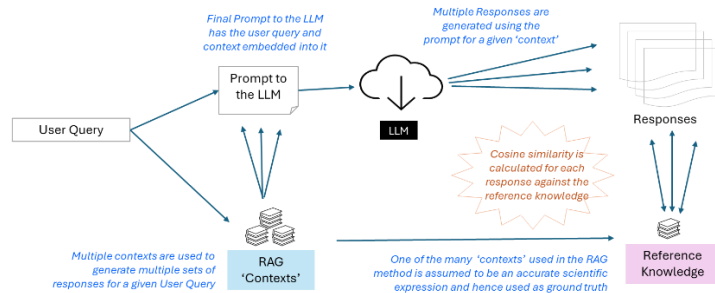 Final Prompt to the LLM
has the user query and
context embedded into it
Multiple Responses are
generated using the
prompt for a given ‘context’
Prompt to
the LLM
LLM
User Query
Responses
Cosine similarity is
calculated for each
response against the
reference knowledge
Multiple contexts are used to
generate multiple sets of
responses for a given User Query
RAG
‘Contexts’
One of the many ‘contexts’ used in the RAG
method is assumed to be an accurate scientific
expression and hence used as ground truth
Reference
Knowledge